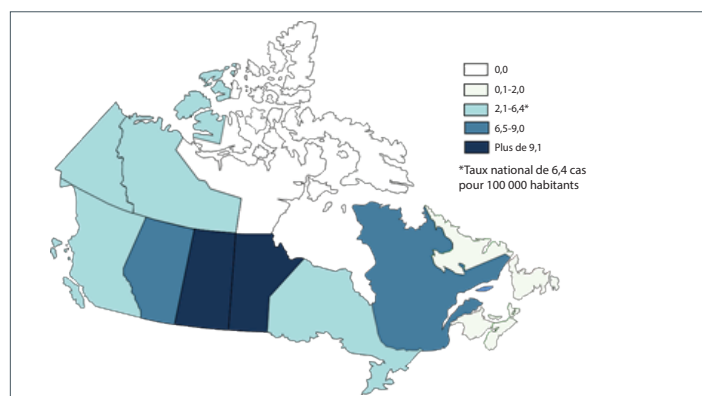 0,0
0,1-2,0
2,1-6,4*
6,5-9,0
Plus de 9,1
*Taux national de 6,4 cas
pour 100 000 habitants